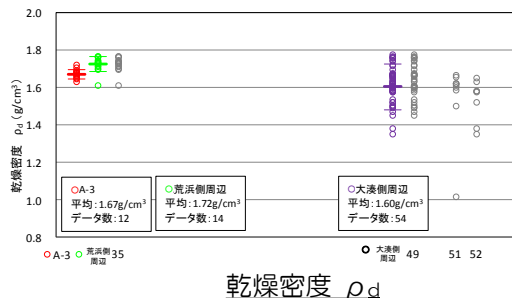 乾燥密度 ρd (g/cm³)
2.0
1.8
1.6
1.4
1.2
1.0
0.8
○A-3
平均:1.67g/cm³
データ数:12
○荒浜側周辺
平均:1.72g/cm³
データ数:14
○大湊側周辺
平均:1.60g/cm³
データ数:54
○A-3 ○荒浜側周辺 35 ○大湊側周辺 49 51 52
乾燥密度 ρd